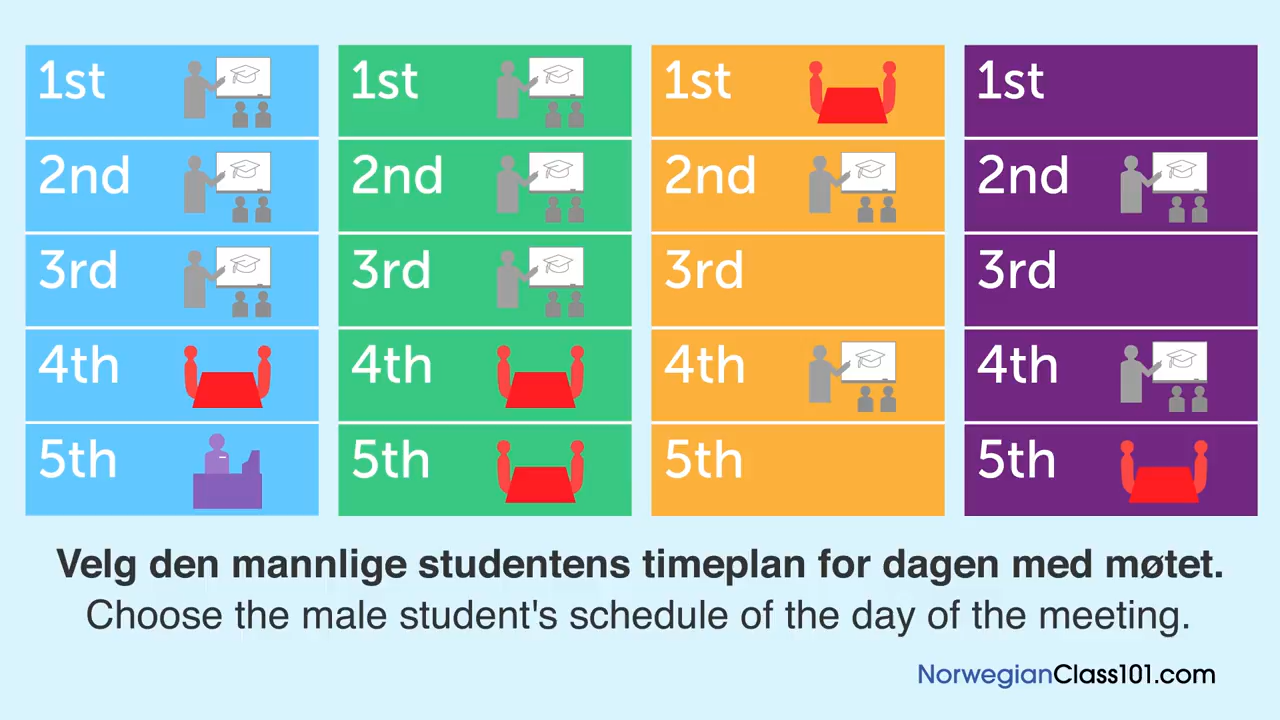 1st 1st 1st 1st
2nd 2nd 2nd 2nd
3rd 3rd 3rd 3rd
4th 4th 4th 4th
5th 5th 5th 5th
Velg den mannlige studentens timeplan for dagen med møtet.
Choose the male student's schedule of the day of the meeting.
NorwegianClass101.com